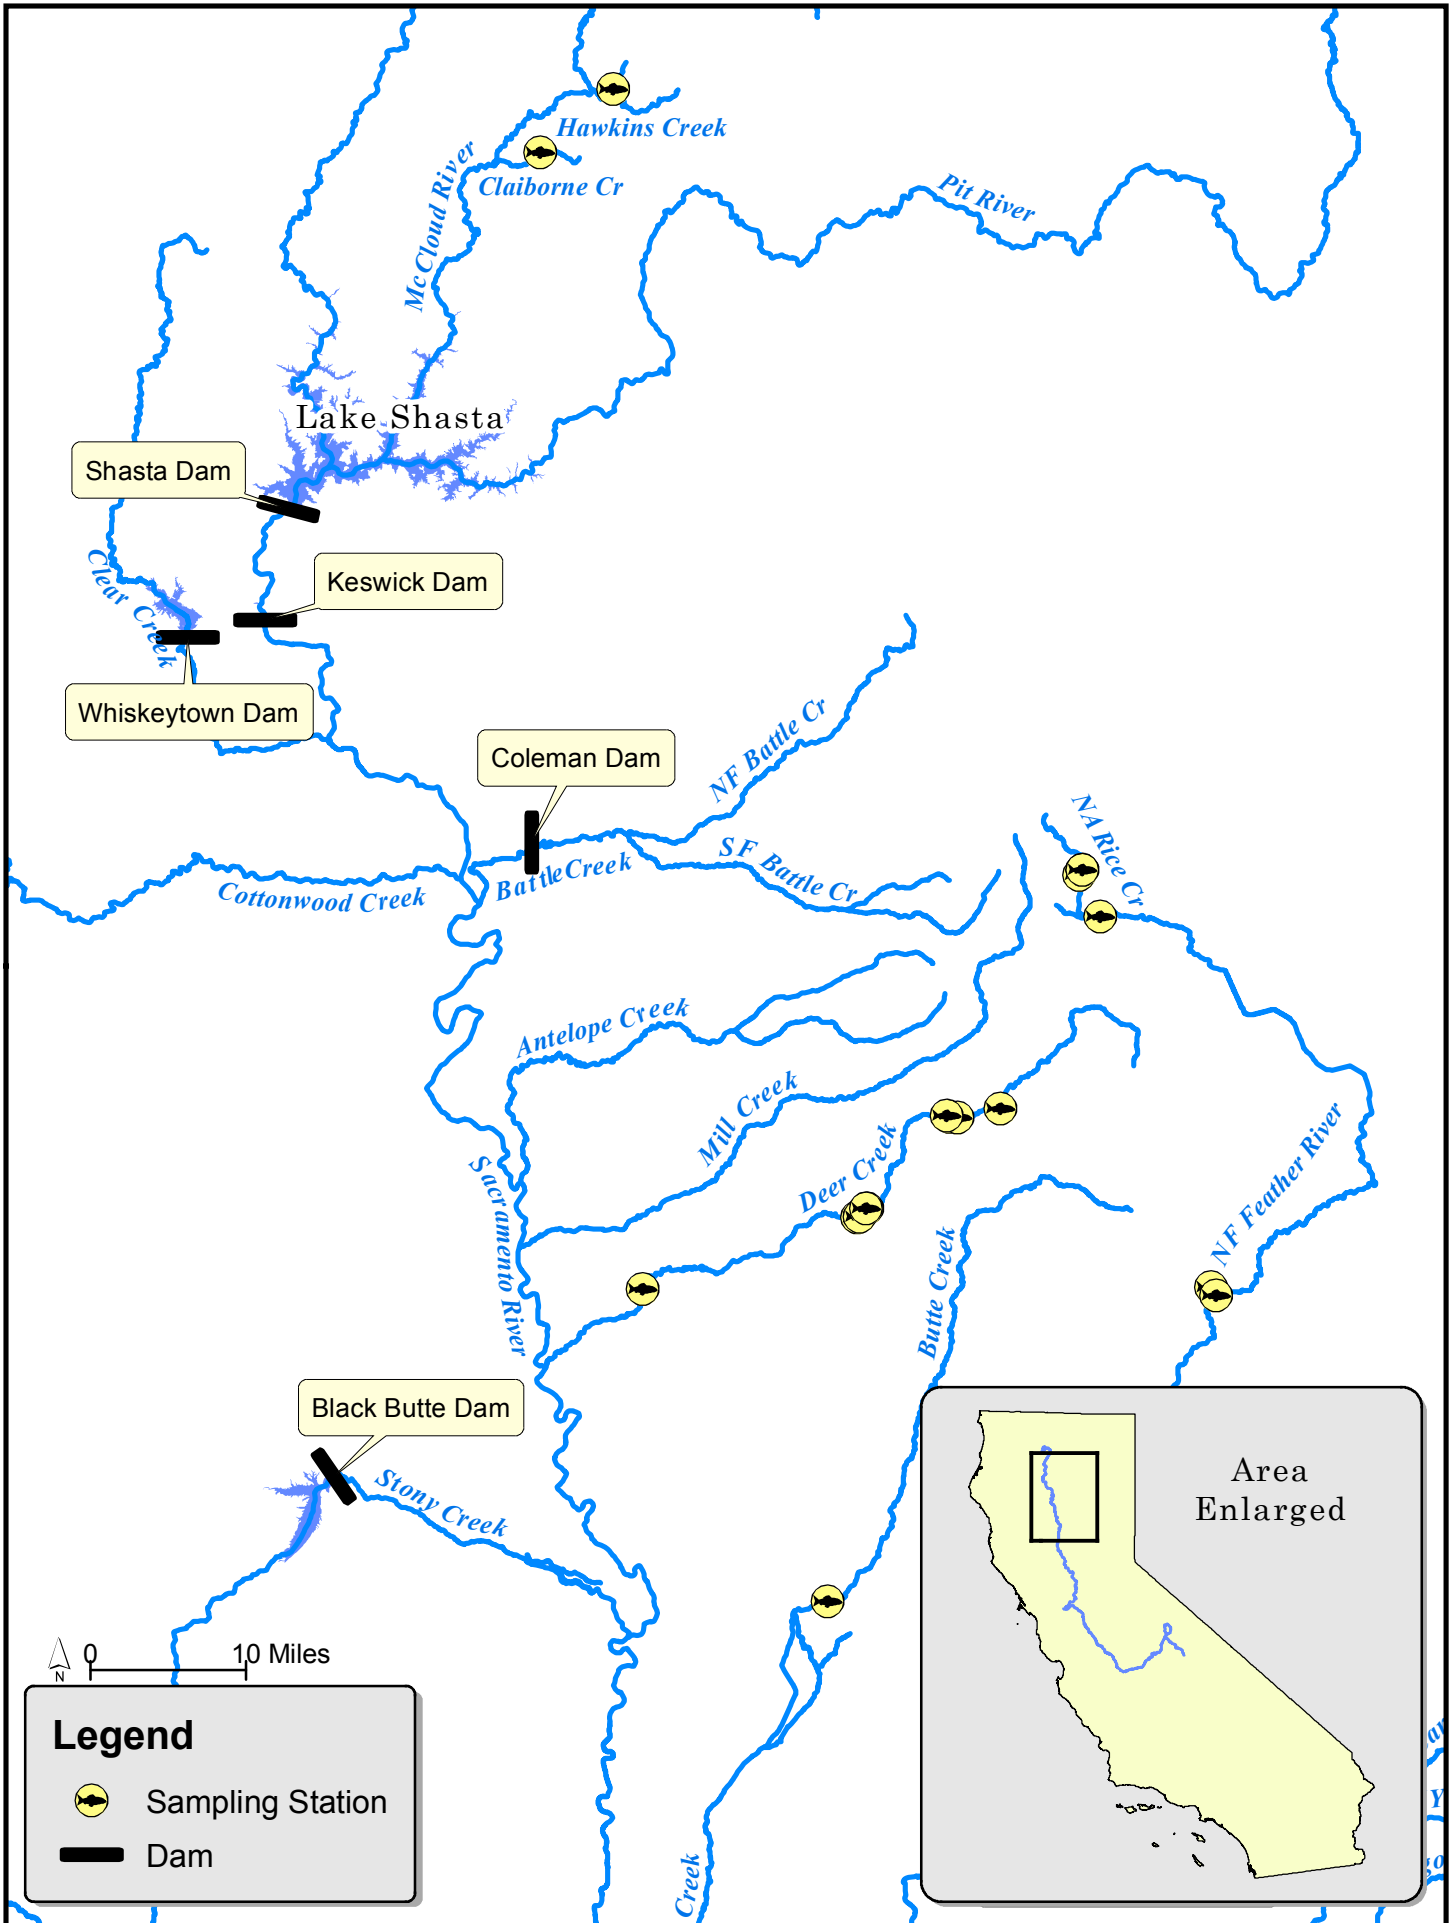 Hawkins Creek
Claiborne Cr
McCloud River
Pit River
Lake Shasta
Shasta Dam
Keswick Dam
Clear Creek
Whiskeytown Dam
Coleman Dam
NF Battle Cr
SF Battle Cr
NA Rice Cr
Battle Creek
Cottonwood Creek
Antelope Creek
Mill Creek
Deer Creek
Sacramento River
NF Feather River
Butte Creek
Black Butte Dam
Stony Creek
Area
Enlarged
0 10 Miles
N
Legend
Sampling Station
Dam
Creek
Y